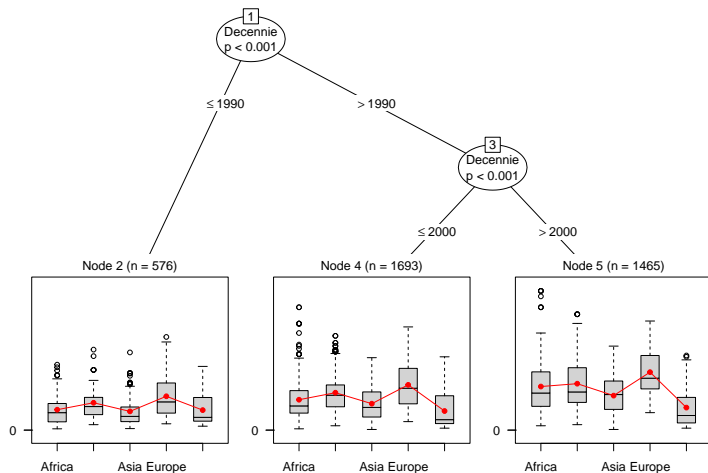 1
Decennie
p < 0.001
≤ 1990
> 1990
3
Decennie
p < 0.001
≤ 2000
> 2000
Node 2 (n = 576)
0
Africa
Asia Europe
Node 4 (n = 1693)
0
Africa
Asia Europe
Node 5 (n = 1465)
0
Africa
Asia Europe